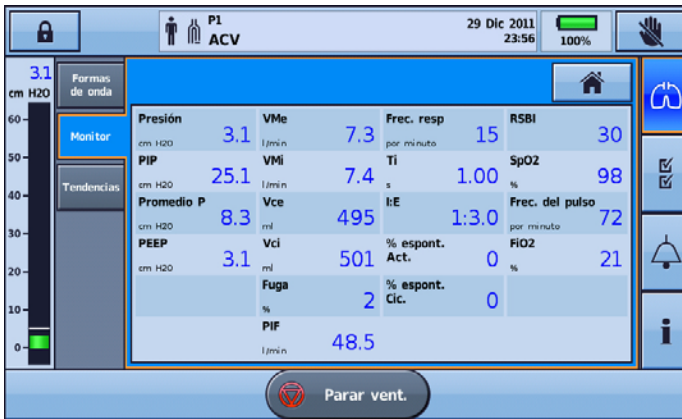 P1
ACV
29 Dic 2011
23:56
100%
3.1
cm H2O
60
50
40
30
20
10
0
Formas
de onda
Monitor
Tendencias
Presión
cm H2O
3.1
VMe
l/min
7.3
Frec. resp
por minuto
15
RSBI
30
PIP
cm H2O
25.1
VMi
l/min
7.4
Ti
s
1.00
SpO2
%
98
Promedio P
cm H2O
8.3
Vce
ml
495
I:E
1:3.0
Frec. del pulso
por minuto
72
PEEP
cm H2O
3.1
Vci
ml
501
% espont.
Act.
0
FiO2
%
21
Fuga
%
2
% espont.
Cic.
0
PIF
l/min
48.5
Parar vent.